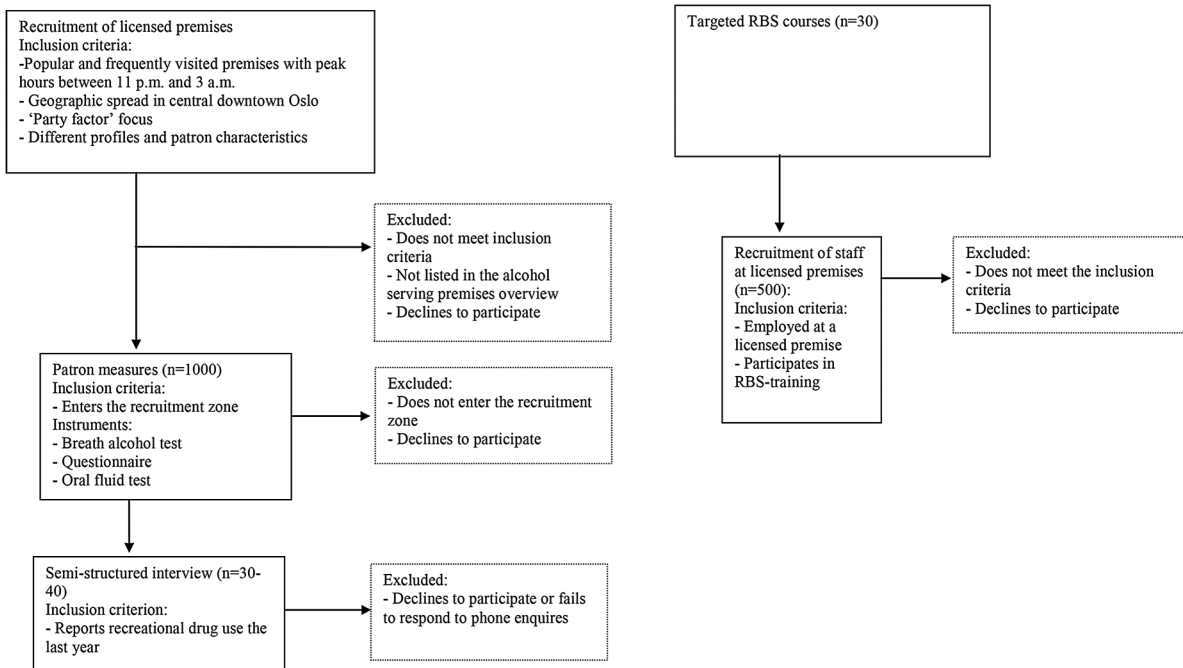 Recruitment of licensed premises
Inclusion criteria:
-Popular and frequently visited premises with peak
hours between 11 p.m. and 3 a.m.
- Geographic spread in central downtown Oslo
- ‘Party factor’ focus
- Different profiles and patron characteristics
Excluded:
- Does not meet inclusion
criteria
- Not listed in the alcohol
serving premises overview
- Declines to participate
Patron measures (n=1000)
Inclusion criteria:
- Enters the recruitment zone
Instruments:
- Breath alcohol test
- Questionnaire
- Oral fluid test
Excluded:
- Does not enter the recruitment
zone
- Declines to participate
Semi-structured interview (n=30-
40)
Inclusion criterion:
- Reports recreational drug use the
last year
Excluded:
- Declines to participate or fails
to respond to phone enquires
Targeted RBS courses (n=30)
Recruitment of staff
at licensed premises
(n=500):
Inclusion criteria:
- Employed at a
licensed premise
- Participates in
RBS-training
Excluded:
- Does not meet the inclusion
criteria
- Declines to participate